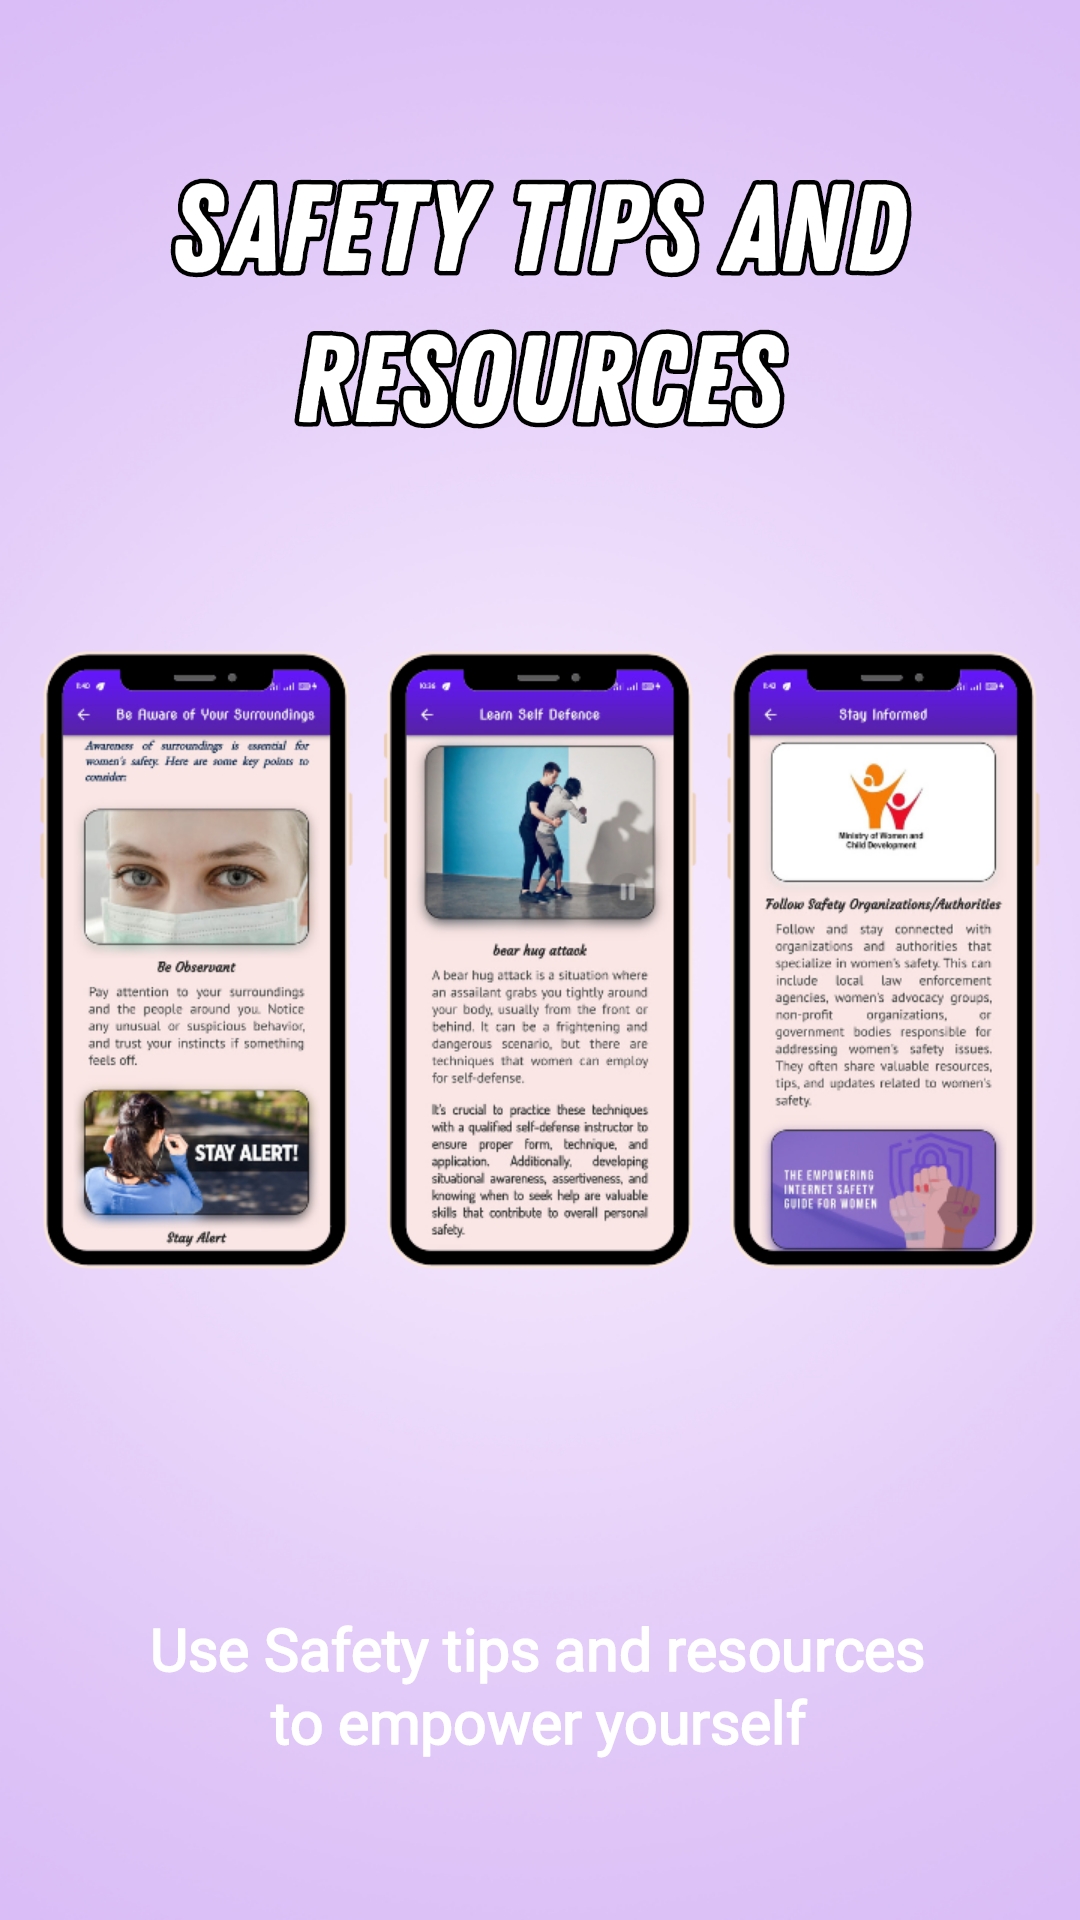 SAFETY TIPS AND
RESOURCES
11:40
Be Aware of Your Surroundings
Awareness of surroundings is essential for
women's safety. Here are some key points to
consider:
Be Observant
Pay attention to your surroundings
and the people around you. Notice
any unusual or suspicious behavior,
and trust your instincts if something
feels off.
STAY ALERT!
Stay Alert
10:36
Learn Self Defence
bear hug attack
A bear hug attack is a situation where
an assailant grabs you tightly around
your body, usually from the front or
behind. It can be a frightening and
dangerous scenario, but there are
techniques that women can employ
for self-defense.
It's crucial to practice these techniques
with a qualified self-defense instructor to
ensure proper form, technique, and
application. Additionally, developing
situational awareness, assertiveness, and
knowing when to seek help are valuable
skills that contribute to overall personal
safety.
11:43
Stay Informed
Ministry of Women and
Child Development
Follow Safety Organizations/Authorities
Follow and stay connected with
organizations and authorities that
specialize in women's safety. This can
include local law enforcement
agencies, women's advocacy groups,
non-profit organizations, or
government bodies responsible for
addressing women's safety issues.
They often share valuable resources,
tips, and updates related to women's
safety.
THE EMPOWERING
INTERNET SAFETY
GUIDE FOR WOMEN
Use Safety tips and resources
to empower yourself